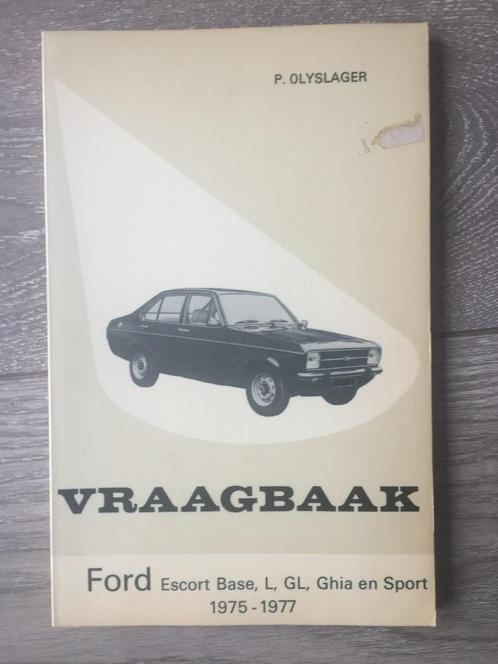 P. OLYSLAGER
VRAAGBAAK
Ford Escort Base, L, GL, Ghia en Sport
1975-1977